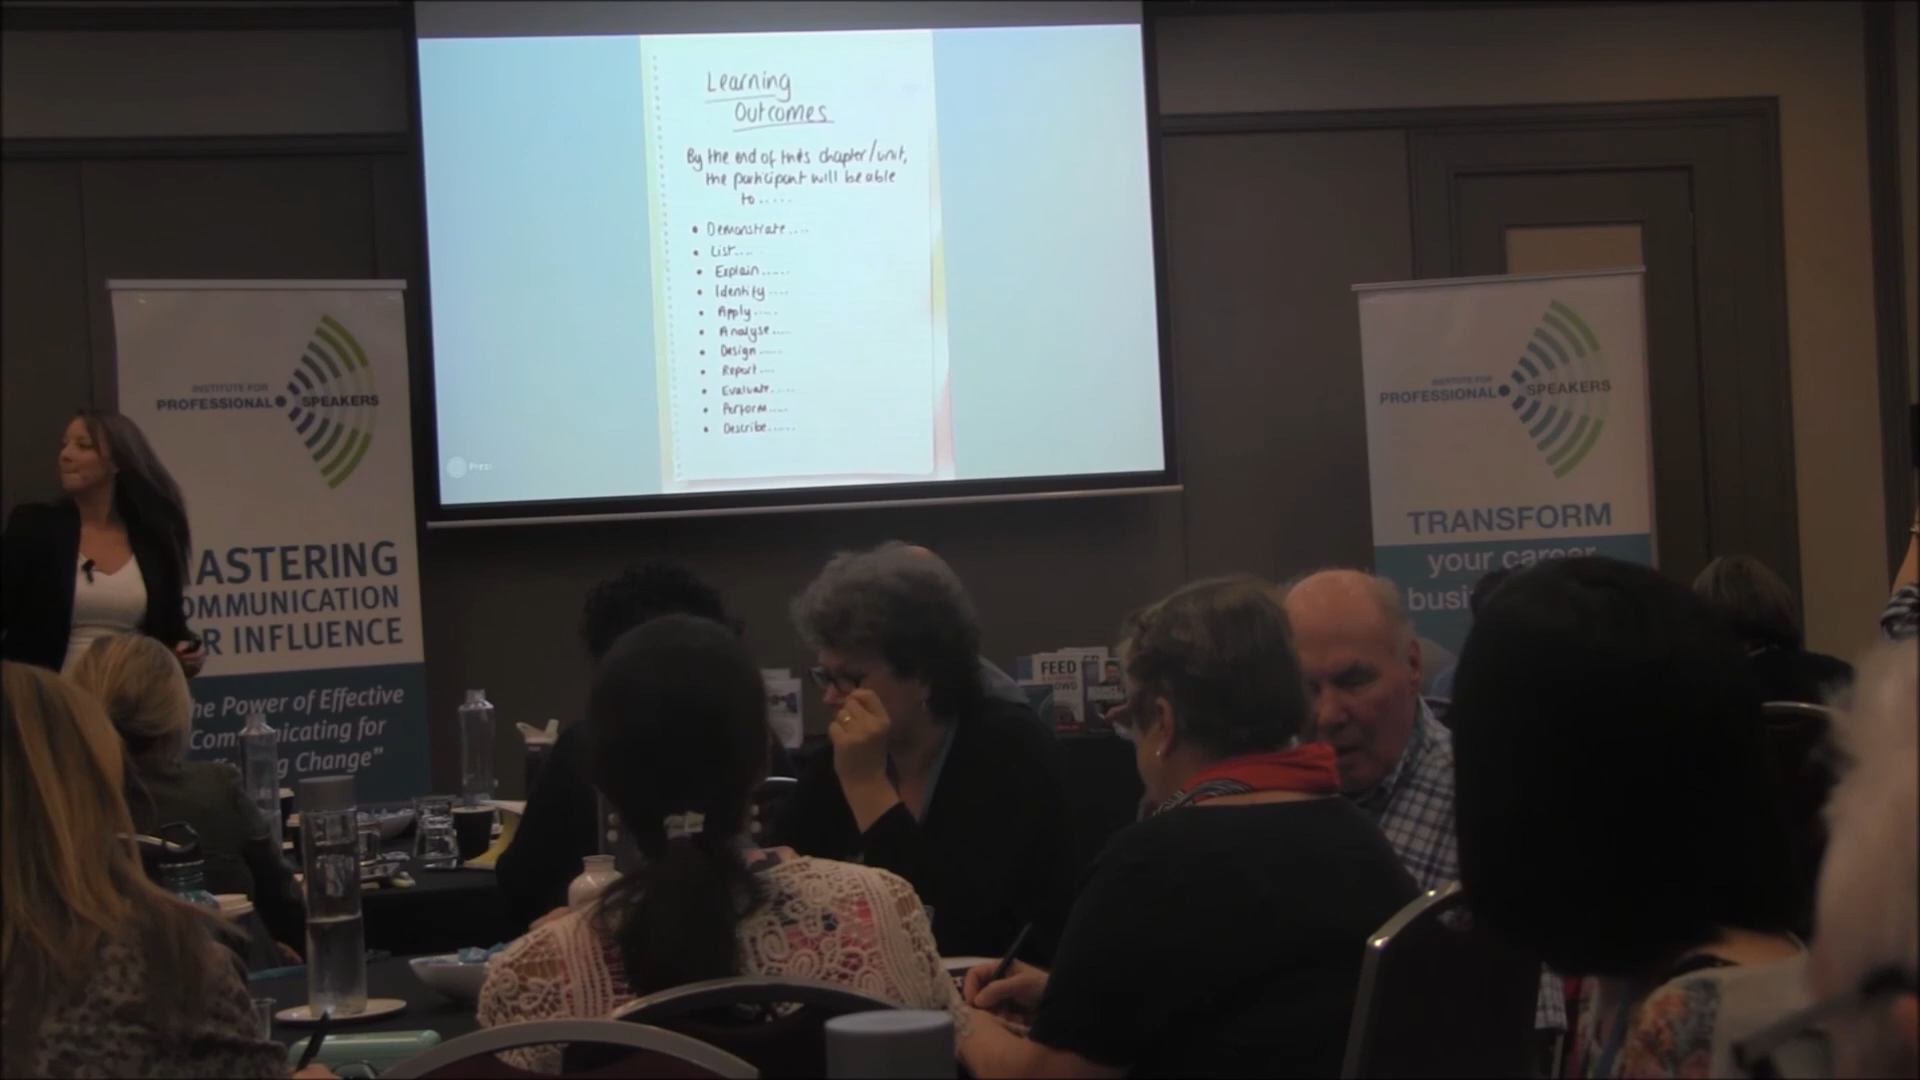 Learning
Outcomes
By the end of this chapter/unit,
the participant will be able
to .....
• Demonstrate ....
• List....
• Explain .....
• Identify ....
• Apply .....
• Analyse ....
• Design .....
• Report ....
• Evaluate .....
• Perform ....
• Describe .....
Prezi
INSTITUTE FOR
PROFESSIONAL SPEAKERS
ASTERING
OMMUNICATION
R INFLUENCE
he Power of Effective
Com nicating for
g Change"
INSTITUTE FOR
PROFESSIONAL SPEAKERS
TRANSFORM
your career
busi
FEED